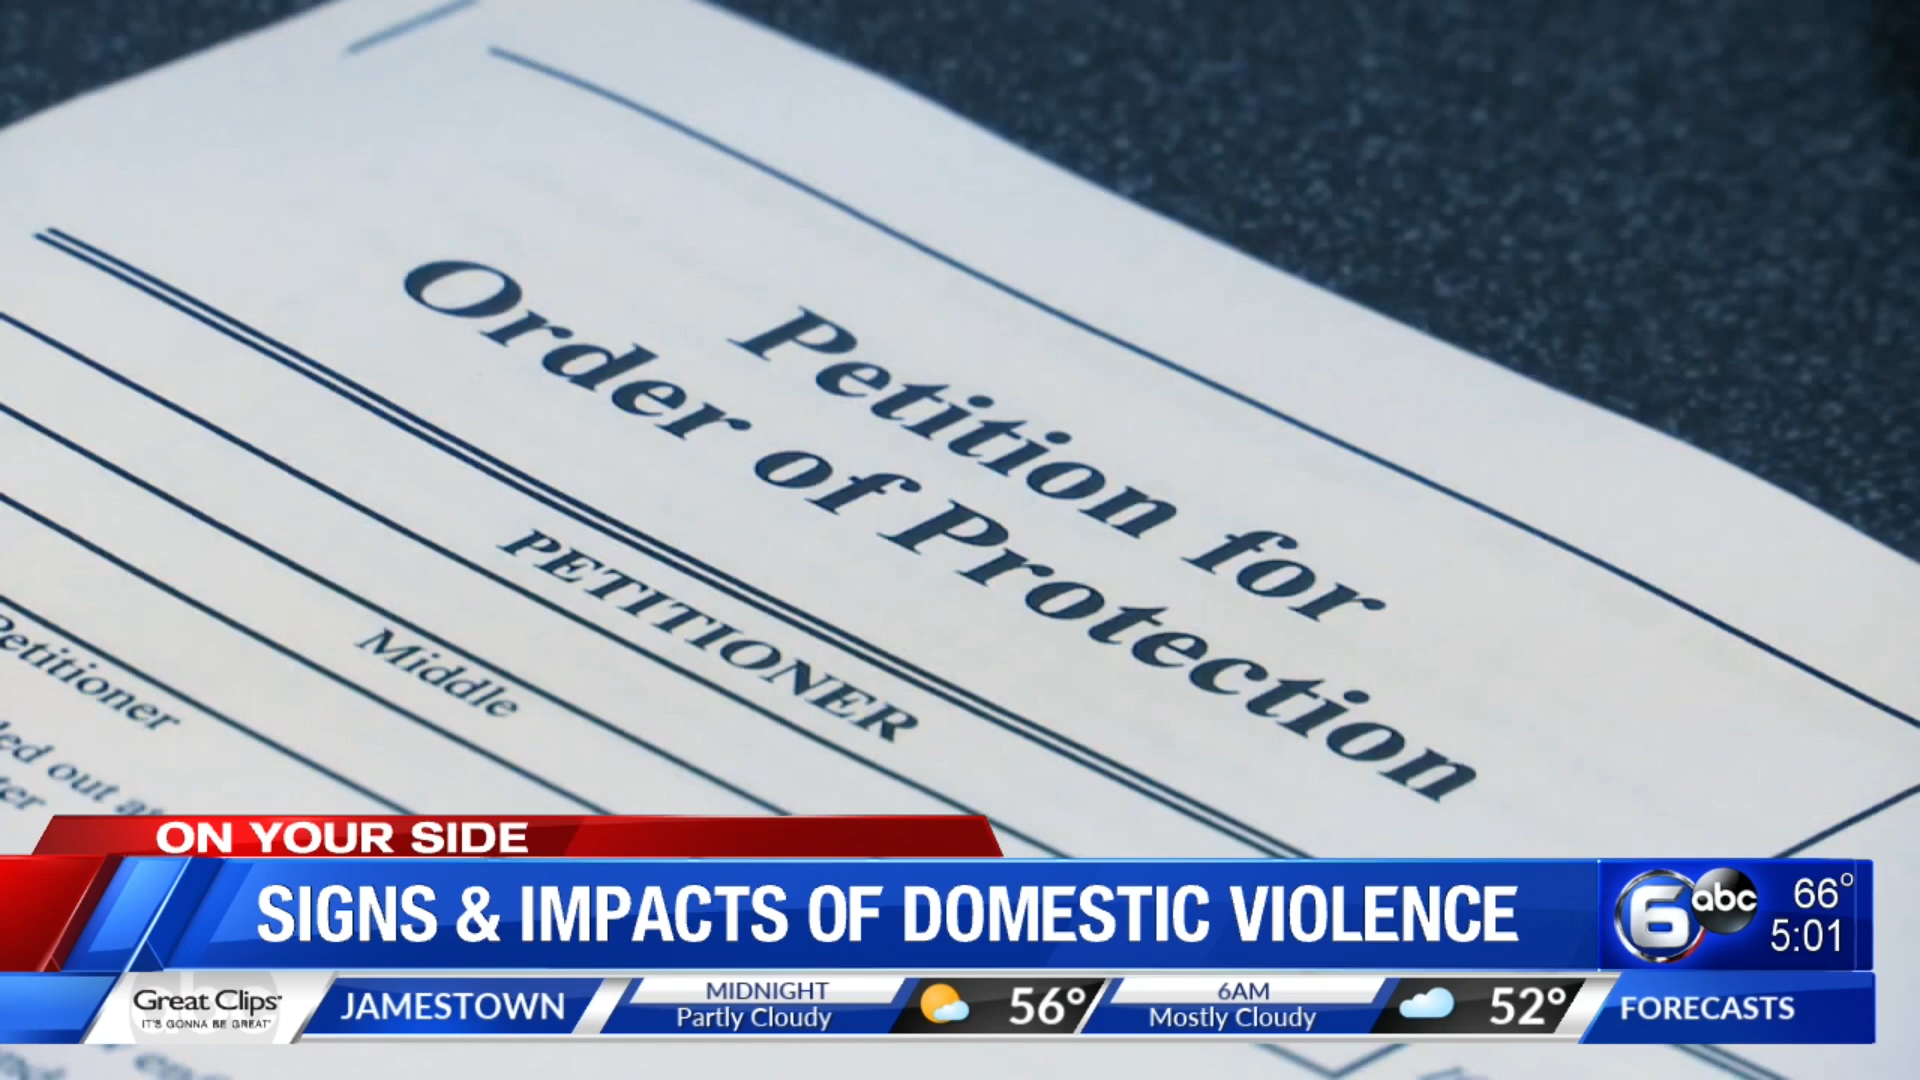 Petition for
Order of Protection
PETITIONER
Middle
Petitioner
out
ON YOUR SIDE
SIGNS & IMPACTS OF DOMESTIC VIOLENCE
6 abc
66°
5:01
Great Clips
IT'S GONNA BE GREAT
JAMESTOWN
MIDNIGHT
Partly Cloudy
56°
6AM
Mostly Cloudy
52°
FORECASTS